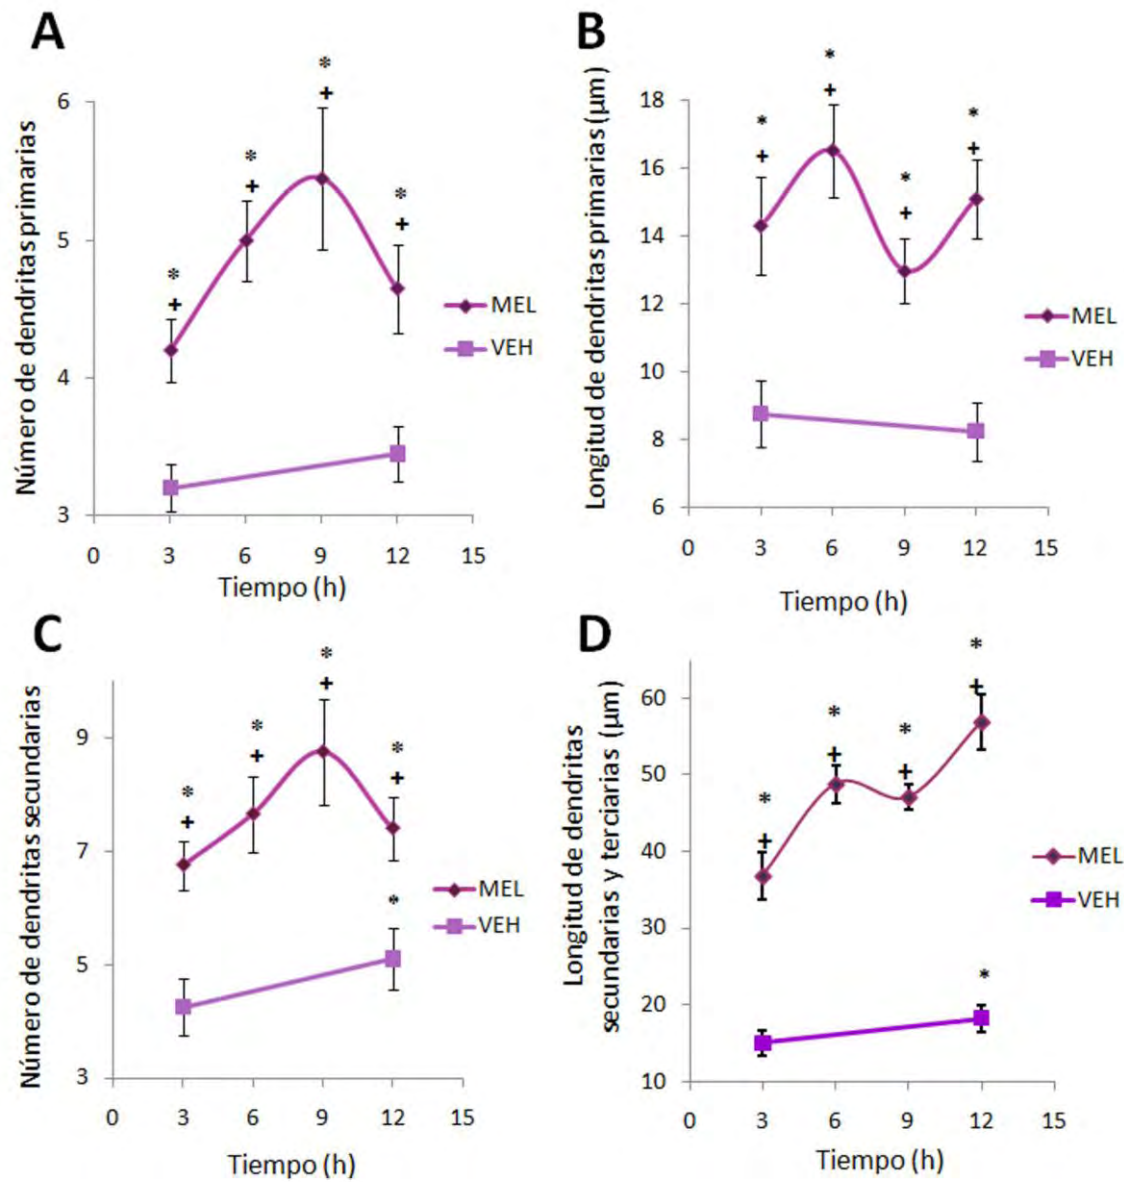 A
Número de dendritas primarias
6
5
4
3
*
+
*
+
*
+
*
+
MEL
VEH
0 3 6 9 12 15
Tiempo (h)
B
Longitud de dendritas primarias (µm)
18
16
14
12
10
8
6
*
+
*
+
*
+
*
+
MEL
VEH
0 3 6 9 12 15
Tiempo (h)
C
Número de dendritas secundarias
9
7
5
3
*
+
*
+
*
+
*
+
*
MEL
VEH
0 3 6 9 12 15
Tiempo (h)
D
Longitud de dendritas
secundarias y terciarias (µm)
60
50
40
30
20
10
*
+
*
+
*
+
*
+
*
MEL
VEH
0 3 6 9 12 15
Tiempo (h)